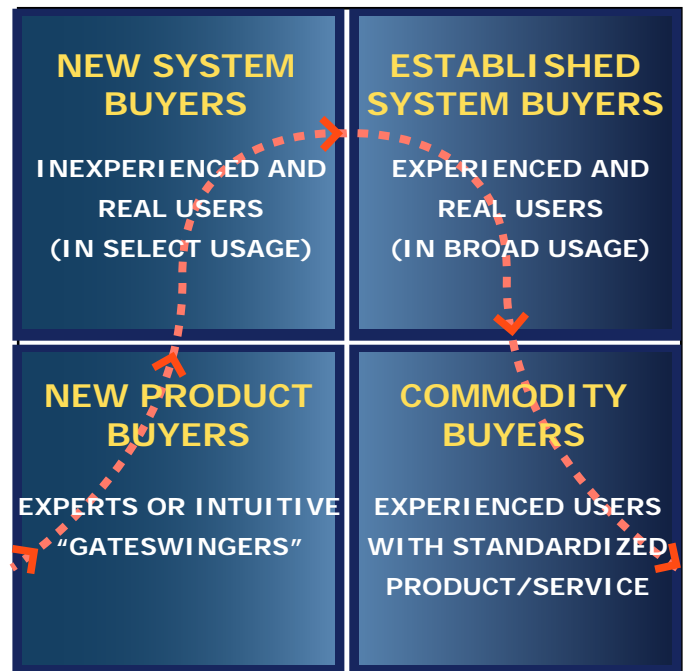 NEW SYSTEM
BUYERS
INEXPERIENCED AND
REAL USERS
(IN SELECT USAGE)
ESTABLISHED
SYSTEM BUYERS
EXPERIENCED AND
REAL USERS
(IN BROAD USAGE)
NEW PRODUCT
BUYERS
EXPERTS OR INTUITIVE
“GATESWINGERS”
COMMODITY
BUYERS
EXPERIENCED USERS
WITH STANDARDIZED
PRODUCT/SERVICE